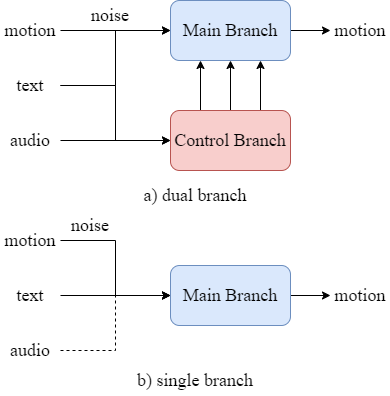 noise
motion
Main Branch
motion
text
audio
Control Branch
a) dual branch
noise
motion
text
Main Branch
motion
audio
b) single branch